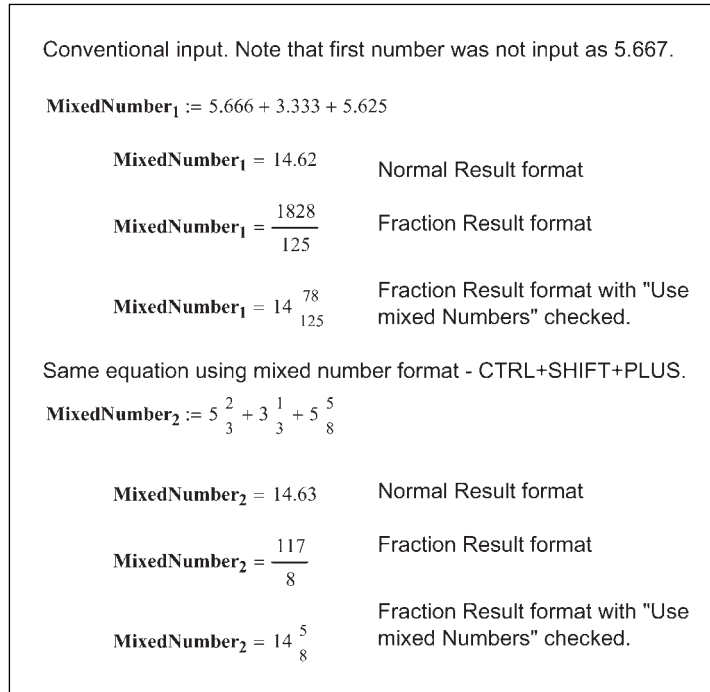 Conventional input. Note that first number was not input as 5.667.
MixedNumber₁ := 5.666 + 3.333 + 5.625
MixedNumber₁ = 14.62 Normal Result format
MixedNumber₁ = 1828/125 Fraction Result format
MixedNumber₁ = 14 78/125 Fraction Result format with "Use
mixed Numbers" checked.
Same equation using mixed number format - CTRL+SHIFT+PLUS.
MixedNumber₂ := 5 2/3 + 3 1/3 + 5 5/8
MixedNumber₂ = 14.63 Normal Result format
MixedNumber₂ = 117/8 Fraction Result format
MixedNumber₂ = 14 5/8 Fraction Result format with "Use
mixed Numbers" checked.